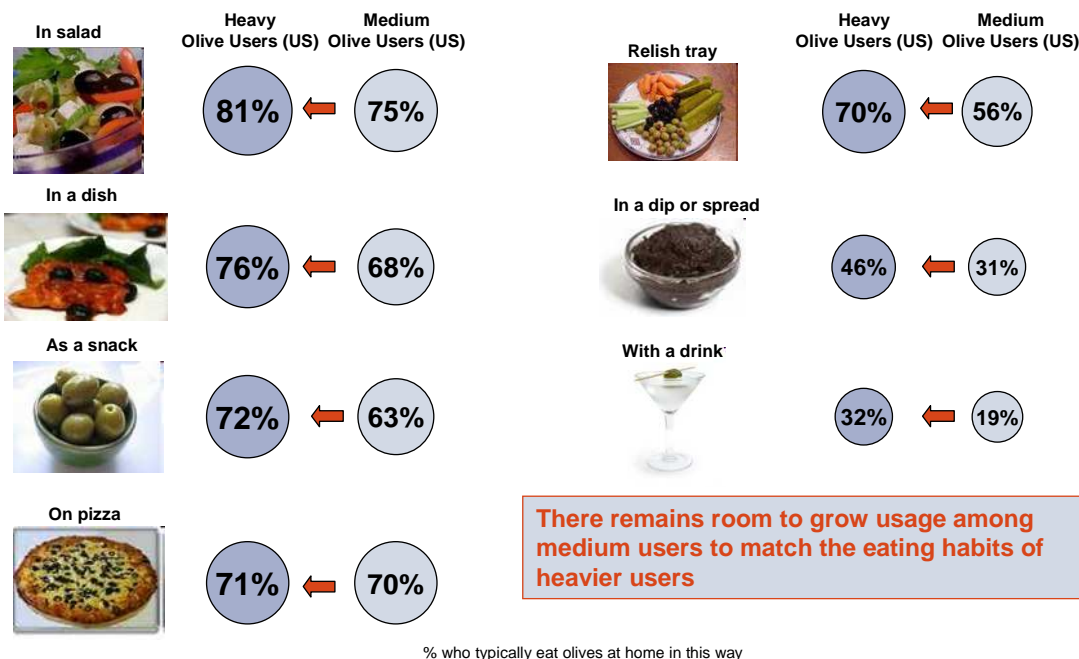 In salad
Heavy
Olive Users (US)
Medium
Olive Users (US)
81%
75%
In a dish
76%
68%
As a snack
72%
63%
On pizza
71%
70%
Relish tray
Heavy
Olive Users (US)
Medium
Olive Users (US)
70%
56%
In a dip or spread
46%
31%
With a drink
32%
19%
There remains room to grow usage among
medium users to match the eating habits of
heavier users
% who typically eat olives at home in this way